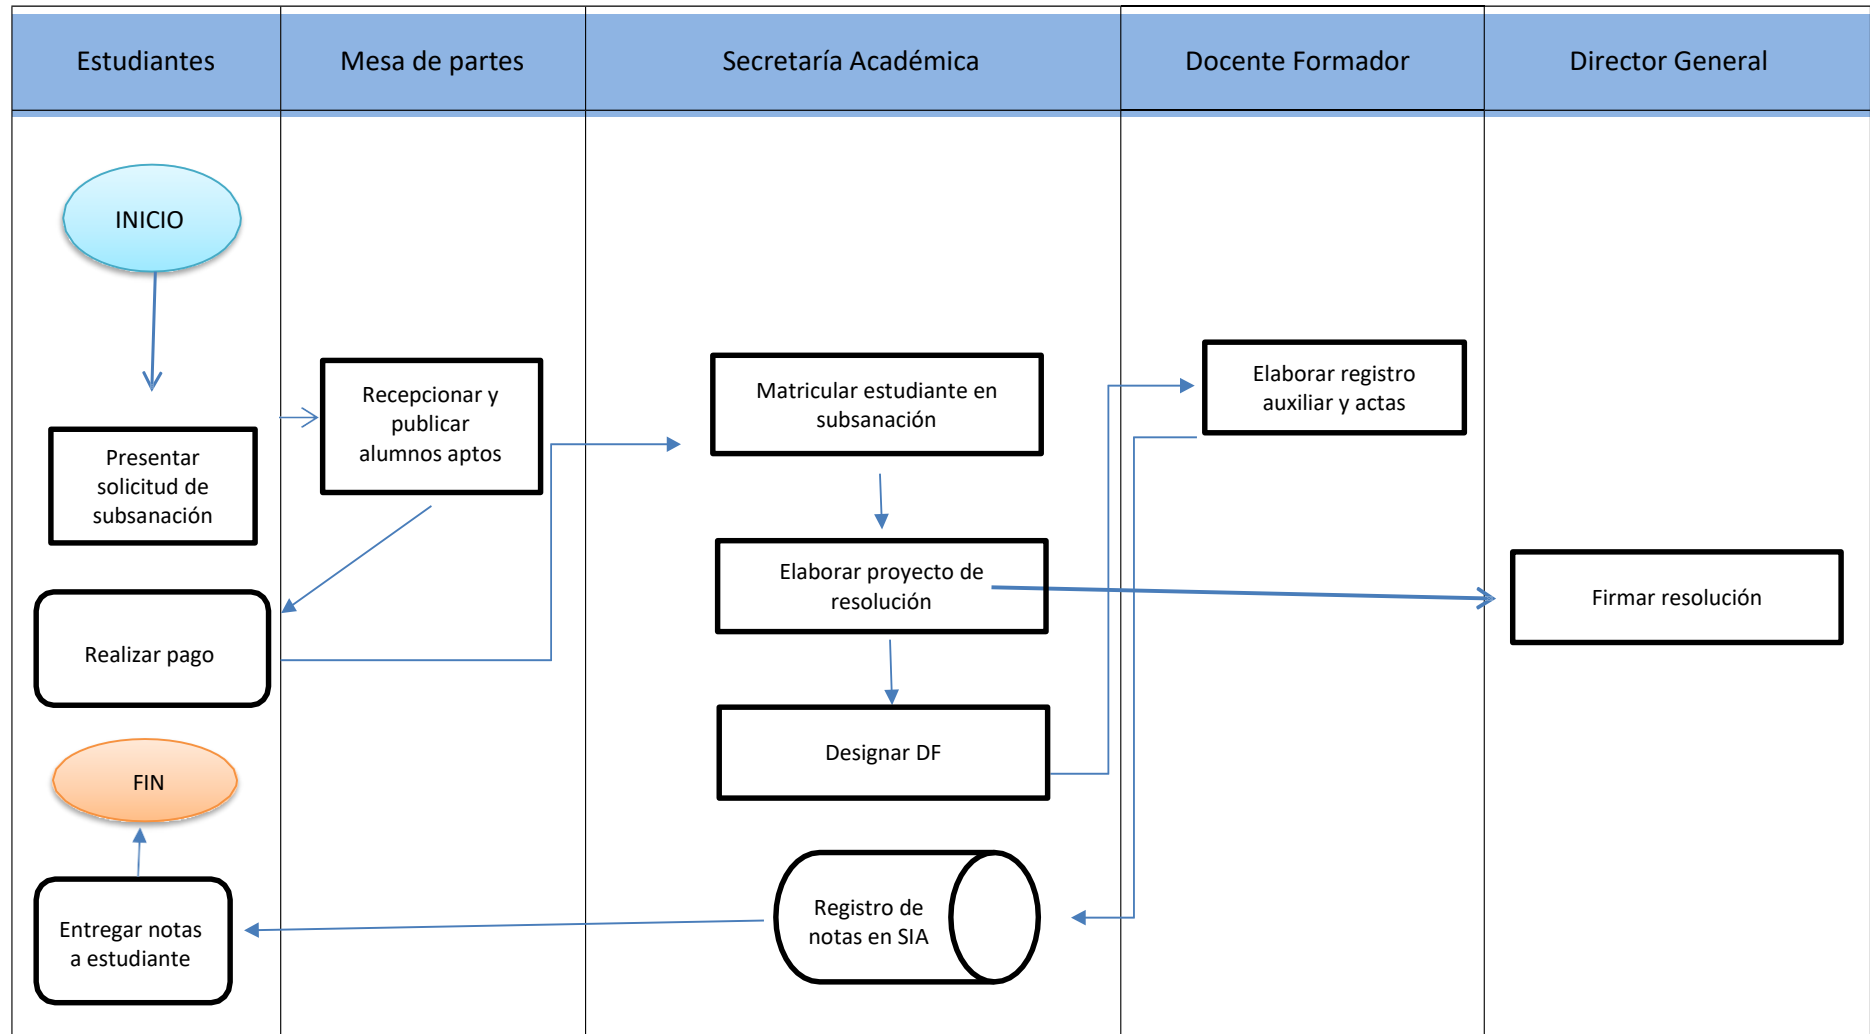 Estudiantes
Mesa de partes
Secretaría Académica
Docente Formador
Director General
INICIO
Presentar
solicitud de
subsanación
Recepcionar y
publicar
alumnos aptos
Realizar pago
Matricular estudiante en
subsanación
Elaborar proyecto de
resolución
Firmar resolución
Designar DF
Elaborar registro
auxiliar y actas
Registro de
notas en SIA
Entregar notas
a estudiante
FIN